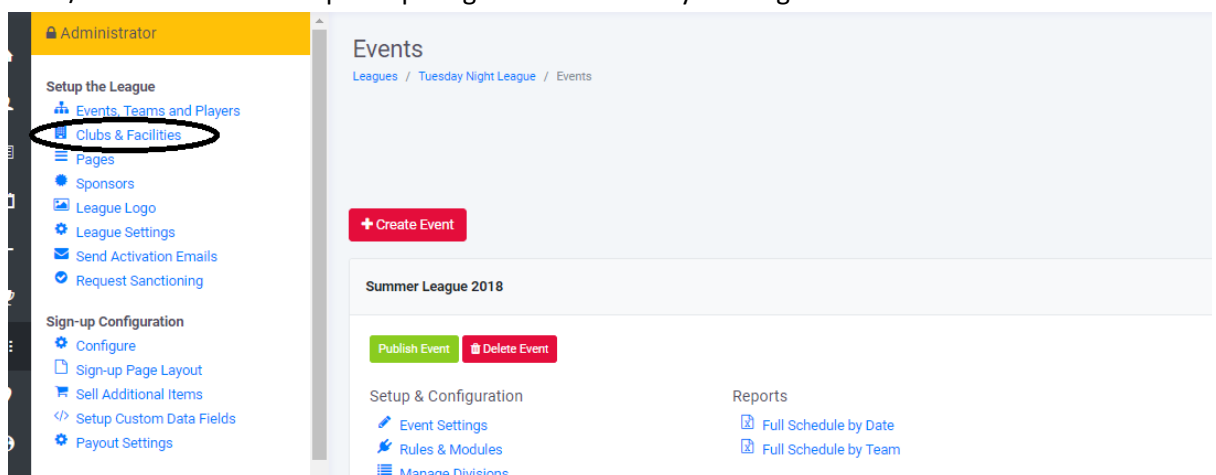 Administrator
Setup the League
Events, Teams and Players
Clubs & Facilities
Pages
Sponsors
League Logo
League Settings
Send Activation Emails
Request Sanctioning
Sign-up Configuration
Configure
Sign-up Page Layout
Sell Additional Items
</> Setup Custom Data Fields
Payout Settings
Events
Leagues / Tuesday Night League / Events
+ Create Event
Summer League 2018
Publish Event Delete Event
Setup & Configuration
Event Settings
Rules & Modules
Manage Divisions
Reports
Full Schedule by Date
Full Schedule by Team